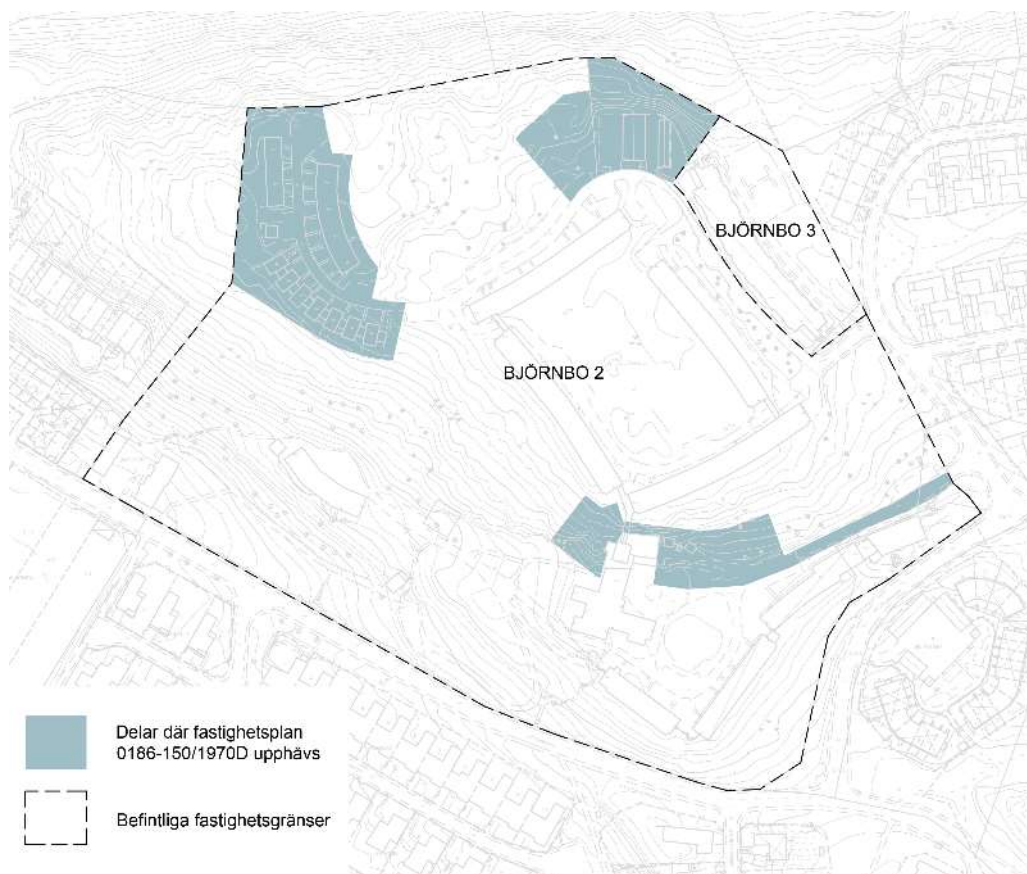 BJÖRNBO 3
BJÖRNBO 2
Delar där fastighetsplan
0186-150/1970D upphävs
Befintliga fastighetsgränser